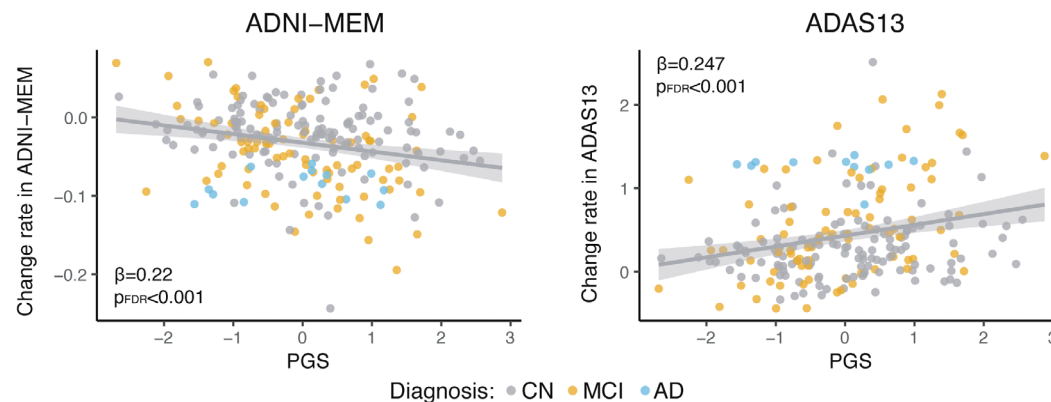 ADNI−MEM
Change rate in ADNI−MEM
0.0
−0.1
−0.2
β=0.22
pFDR<0.001
−2 −1 0 1 2 3
PGS
ADAS13
Change rate in ADAS13
β=0.247
pFDR<0.001
2
1
0
−2 −1 0 1 2 3
PGS
Diagnosis: CN MCI AD